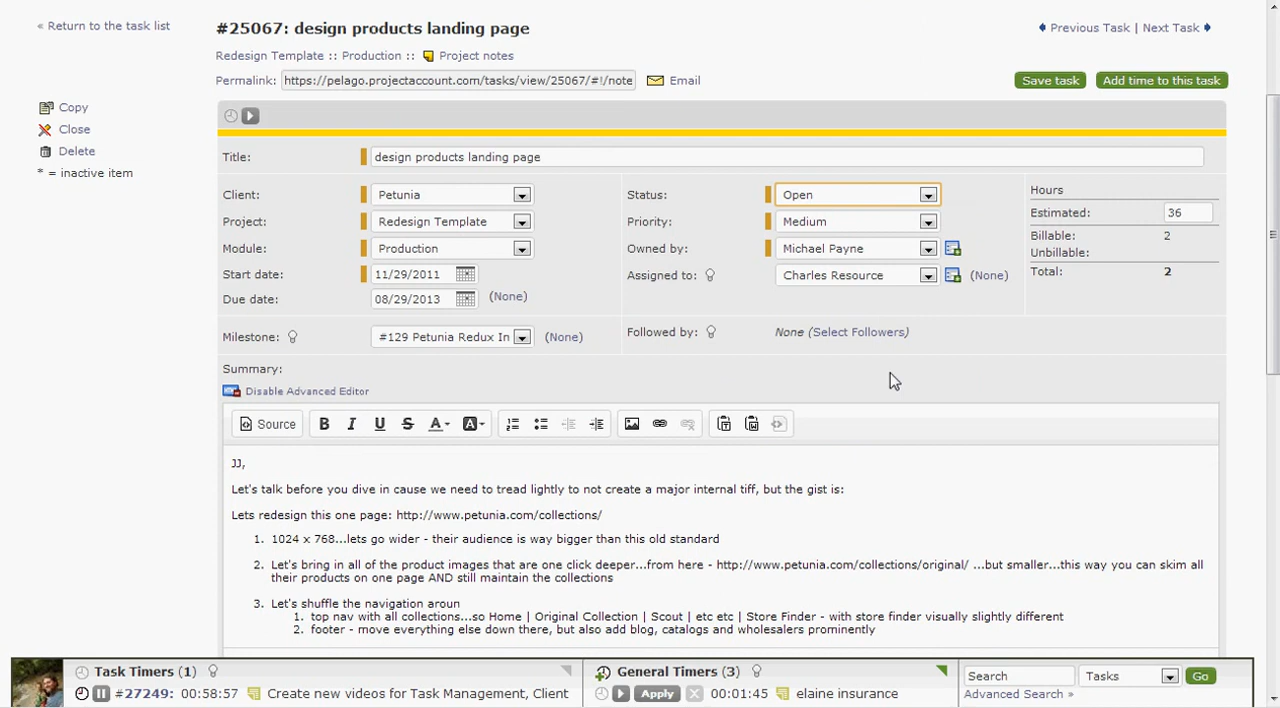 « Return to the task list
#25067: design products landing page
Previous Task | Next Task
Redesign Template :: Production :: Project notes
Permalink: https://pelago.projectaccount.com/tasks/view/25067/#!/note Email Save task Add time to this task
Copy
Close
Delete
* = inactive item
Title: design products landing page
Client: Petunia Status: Open Hours
Project: Redesign Template Priority: Medium Estimated: 36
Module: Production Owned by: Michael Payne Billable: 2
Unbillable:
Start date: 11/29/2011 Assigned to: Charles Resource (None) Total: 2
Due date: 08/29/2013 (None)
Milestone: #129 Petunia Redux In (None) Followed by: None (Select Followers)
Summary:
Disable Advanced Editor
Source B I U S A A
JJ,
Let's talk before you dive in cause we need to tread lightly to not create a major internal tiff, but the gist is:
Lets redesign this one page: http://www.petunia.com/collections/
1. 1024 x 768...lets go wider - their audience is way bigger than this old standard
2. Let's bring in all of the product images that are one click deeper...from here - http://www.petunia.com/collections/original/ ...but smaller...this way you can skim all
their products on one page AND still maintain the collections
3. Let's shuffle the navigation aroun
1. top nav with all collections...so Home | Original Collection | Scout | etc etc | Store Finder - with store finder visually slightly different
2. footer - move everything else down there, but also add blog, catalogs and wholesalers prominently
Task Timers (1) General Timers (3) Search Tasks Go
#27249: 00:58:57 Create new videos for Task Management, Client Apply 00:01:45 elaine insurance Advanced Search »